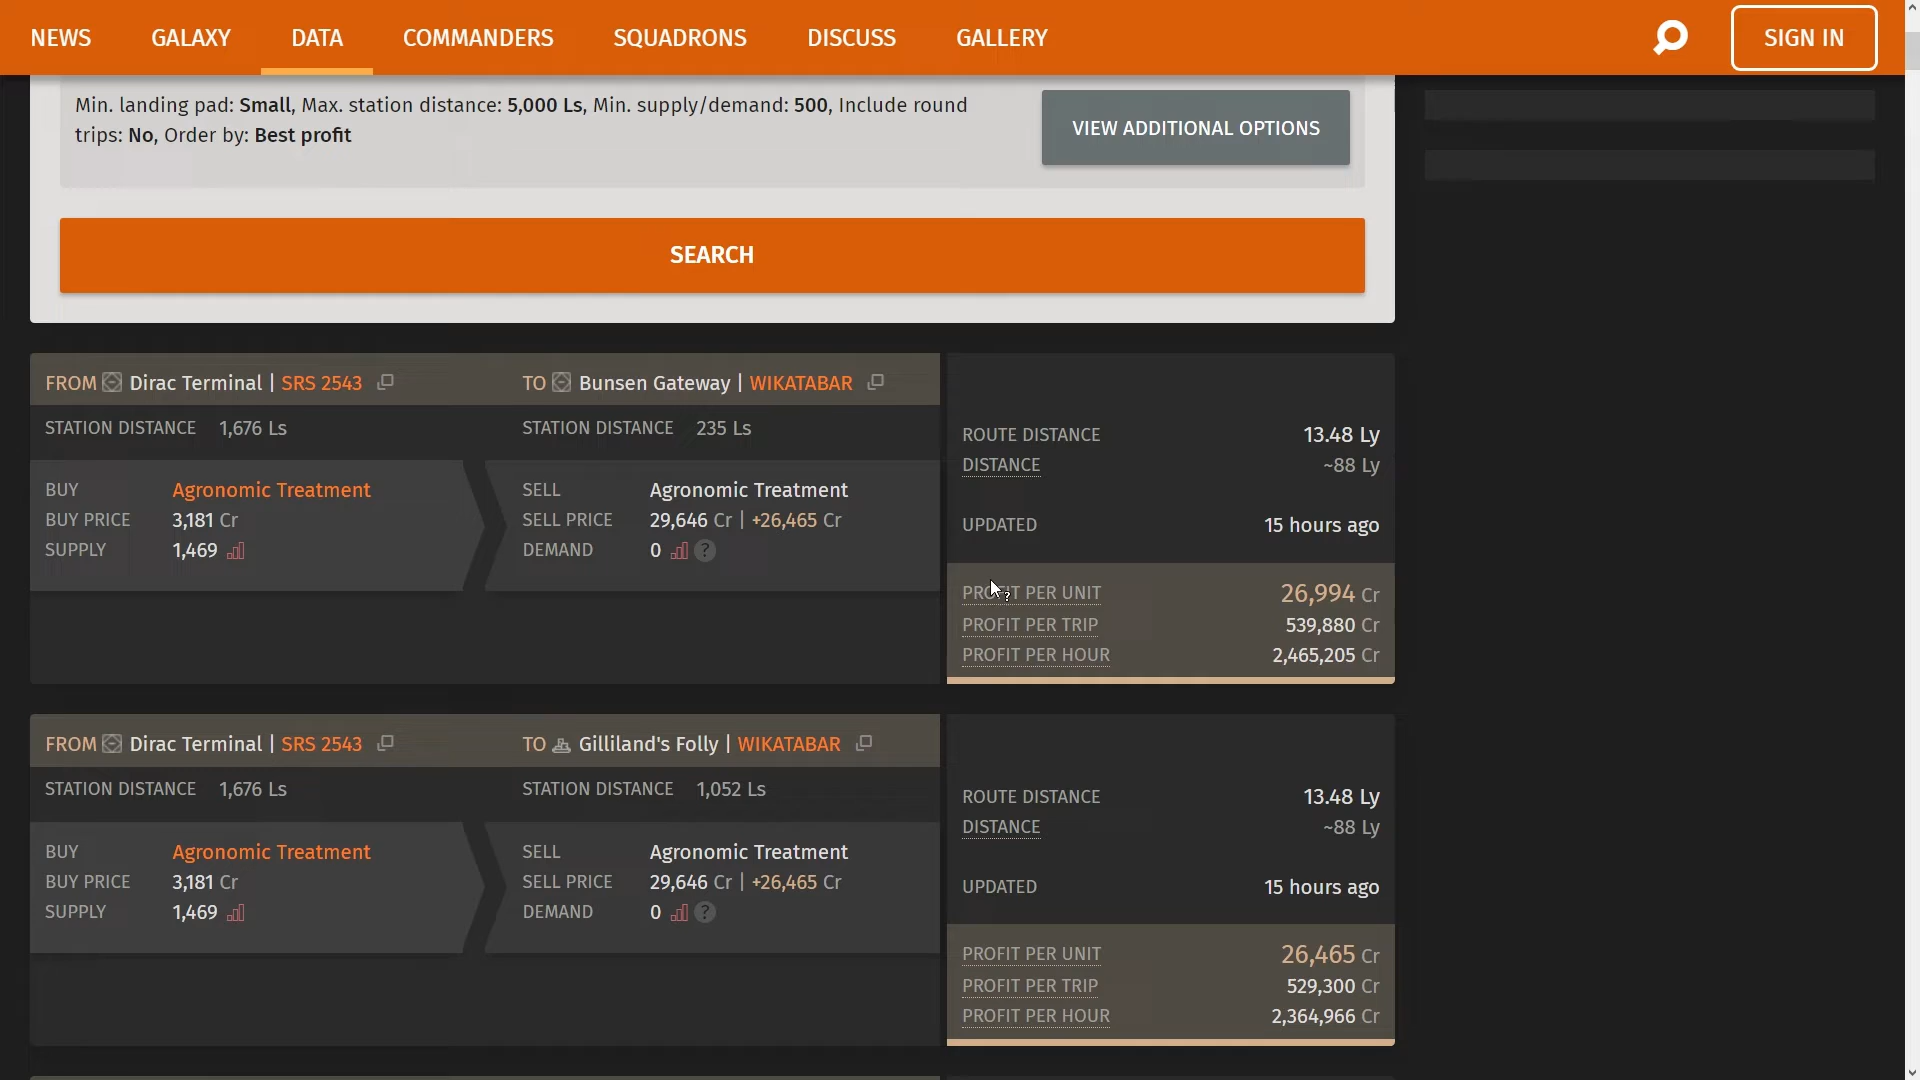 NEWS GALAXY DATA COMMANDERS SQUADRONS DISCUSS GALLERY SIGN IN
Min. landing pad: Small, Max. station distance: 5,000 Ls, Min. supply/demand: 500, Include round
trips: No, Order by: Best profit
VIEW ADDITIONAL OPTIONS
SEARCH
FROM Dirac Terminal | SRS 2543 TO Bunsen Gateway | WIKATABAR
STATION DISTANCE 1,676 Ls STATION DISTANCE 235 Ls
BUY Agronomic Treatment SELL Agronomic Treatment
BUY PRICE 3,181 Cr SELL PRICE 29,646 Cr | +26,465 Cr
SUPPLY 1,469 DEMAND 0 ?
ROUTE DISTANCE 13.48 Ly
DISTANCE ~88 Ly
UPDATED 15 hours ago
PROFIT PER UNIT 26,994 Cr
PROFIT PER TRIP 539,880 Cr
PROFIT PER HOUR 2,465,205 Cr
FROM Dirac Terminal | SRS 2543 TO Gilliland's Folly | WIKATABAR
STATION DISTANCE 1,676 Ls STATION DISTANCE 1,052 Ls
BUY Agronomic Treatment SELL Agronomic Treatment
BUY PRICE 3,181 Cr SELL PRICE 29,646 Cr | +26,465 Cr
SUPPLY 1,469 DEMAND 0 ?
ROUTE DISTANCE 13.48 Ly
DISTANCE ~88 Ly
UPDATED 15 hours ago
PROFIT PER UNIT 26,465 Cr
PROFIT PER TRIP 529,300 Cr
PROFIT PER HOUR 2,364,966 Cr